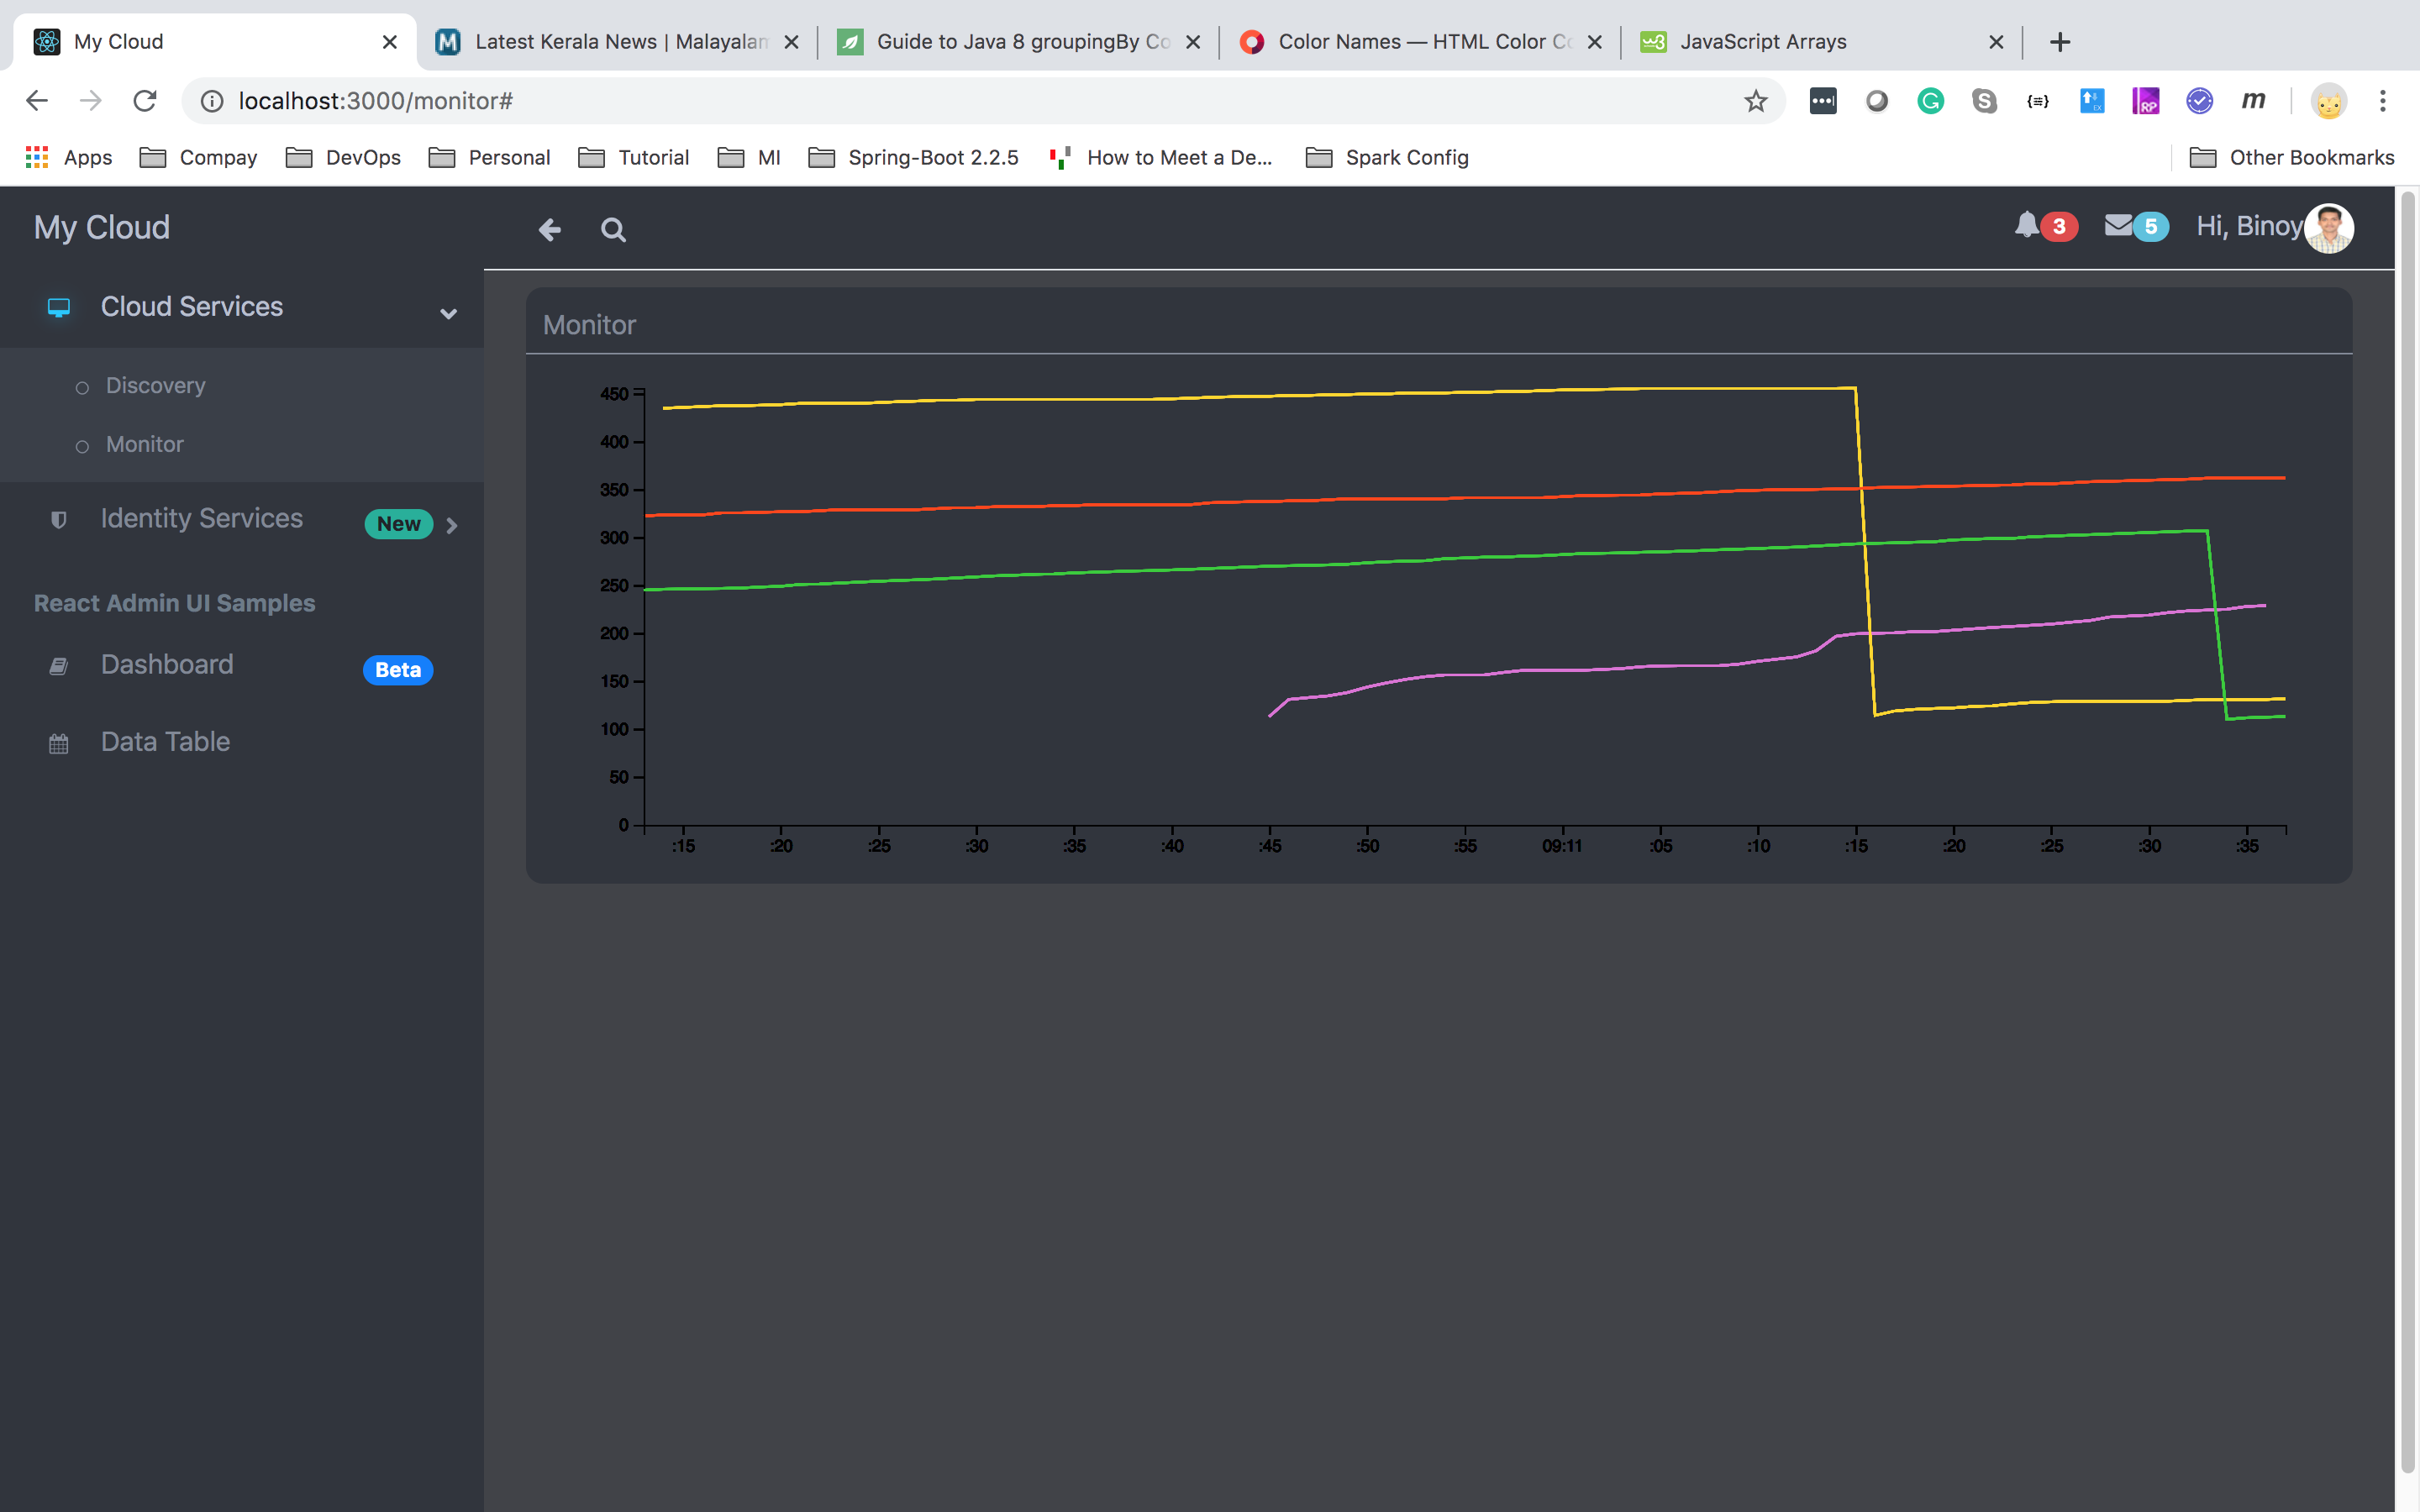 My Cloud
Latest Kerala News | Malayalam
Guide to Java 8 groupingBy Co
Color Names — HTML Color Co
JavaScript Arrays
localhost:3000/monitor#
Apps
Compay
DevOps
Personal
Tutorial
MI
Spring-Boot 2.2.5
How to Meet a De...
Spark Config
Other Bookmarks
My Cloud
3
5
Hi, Binoy
Cloud Services
Discovery
Monitor
Identity Services
New
React Admin UI Samples
Dashboard
Beta
Data Table
Monitor
450
400
350
300
250
200
150
100
50
0
:15
:20
:25
:30
:35
:40
:45
:50
:55
09:11
:05
:10
:15
:20
:25
:30
:35